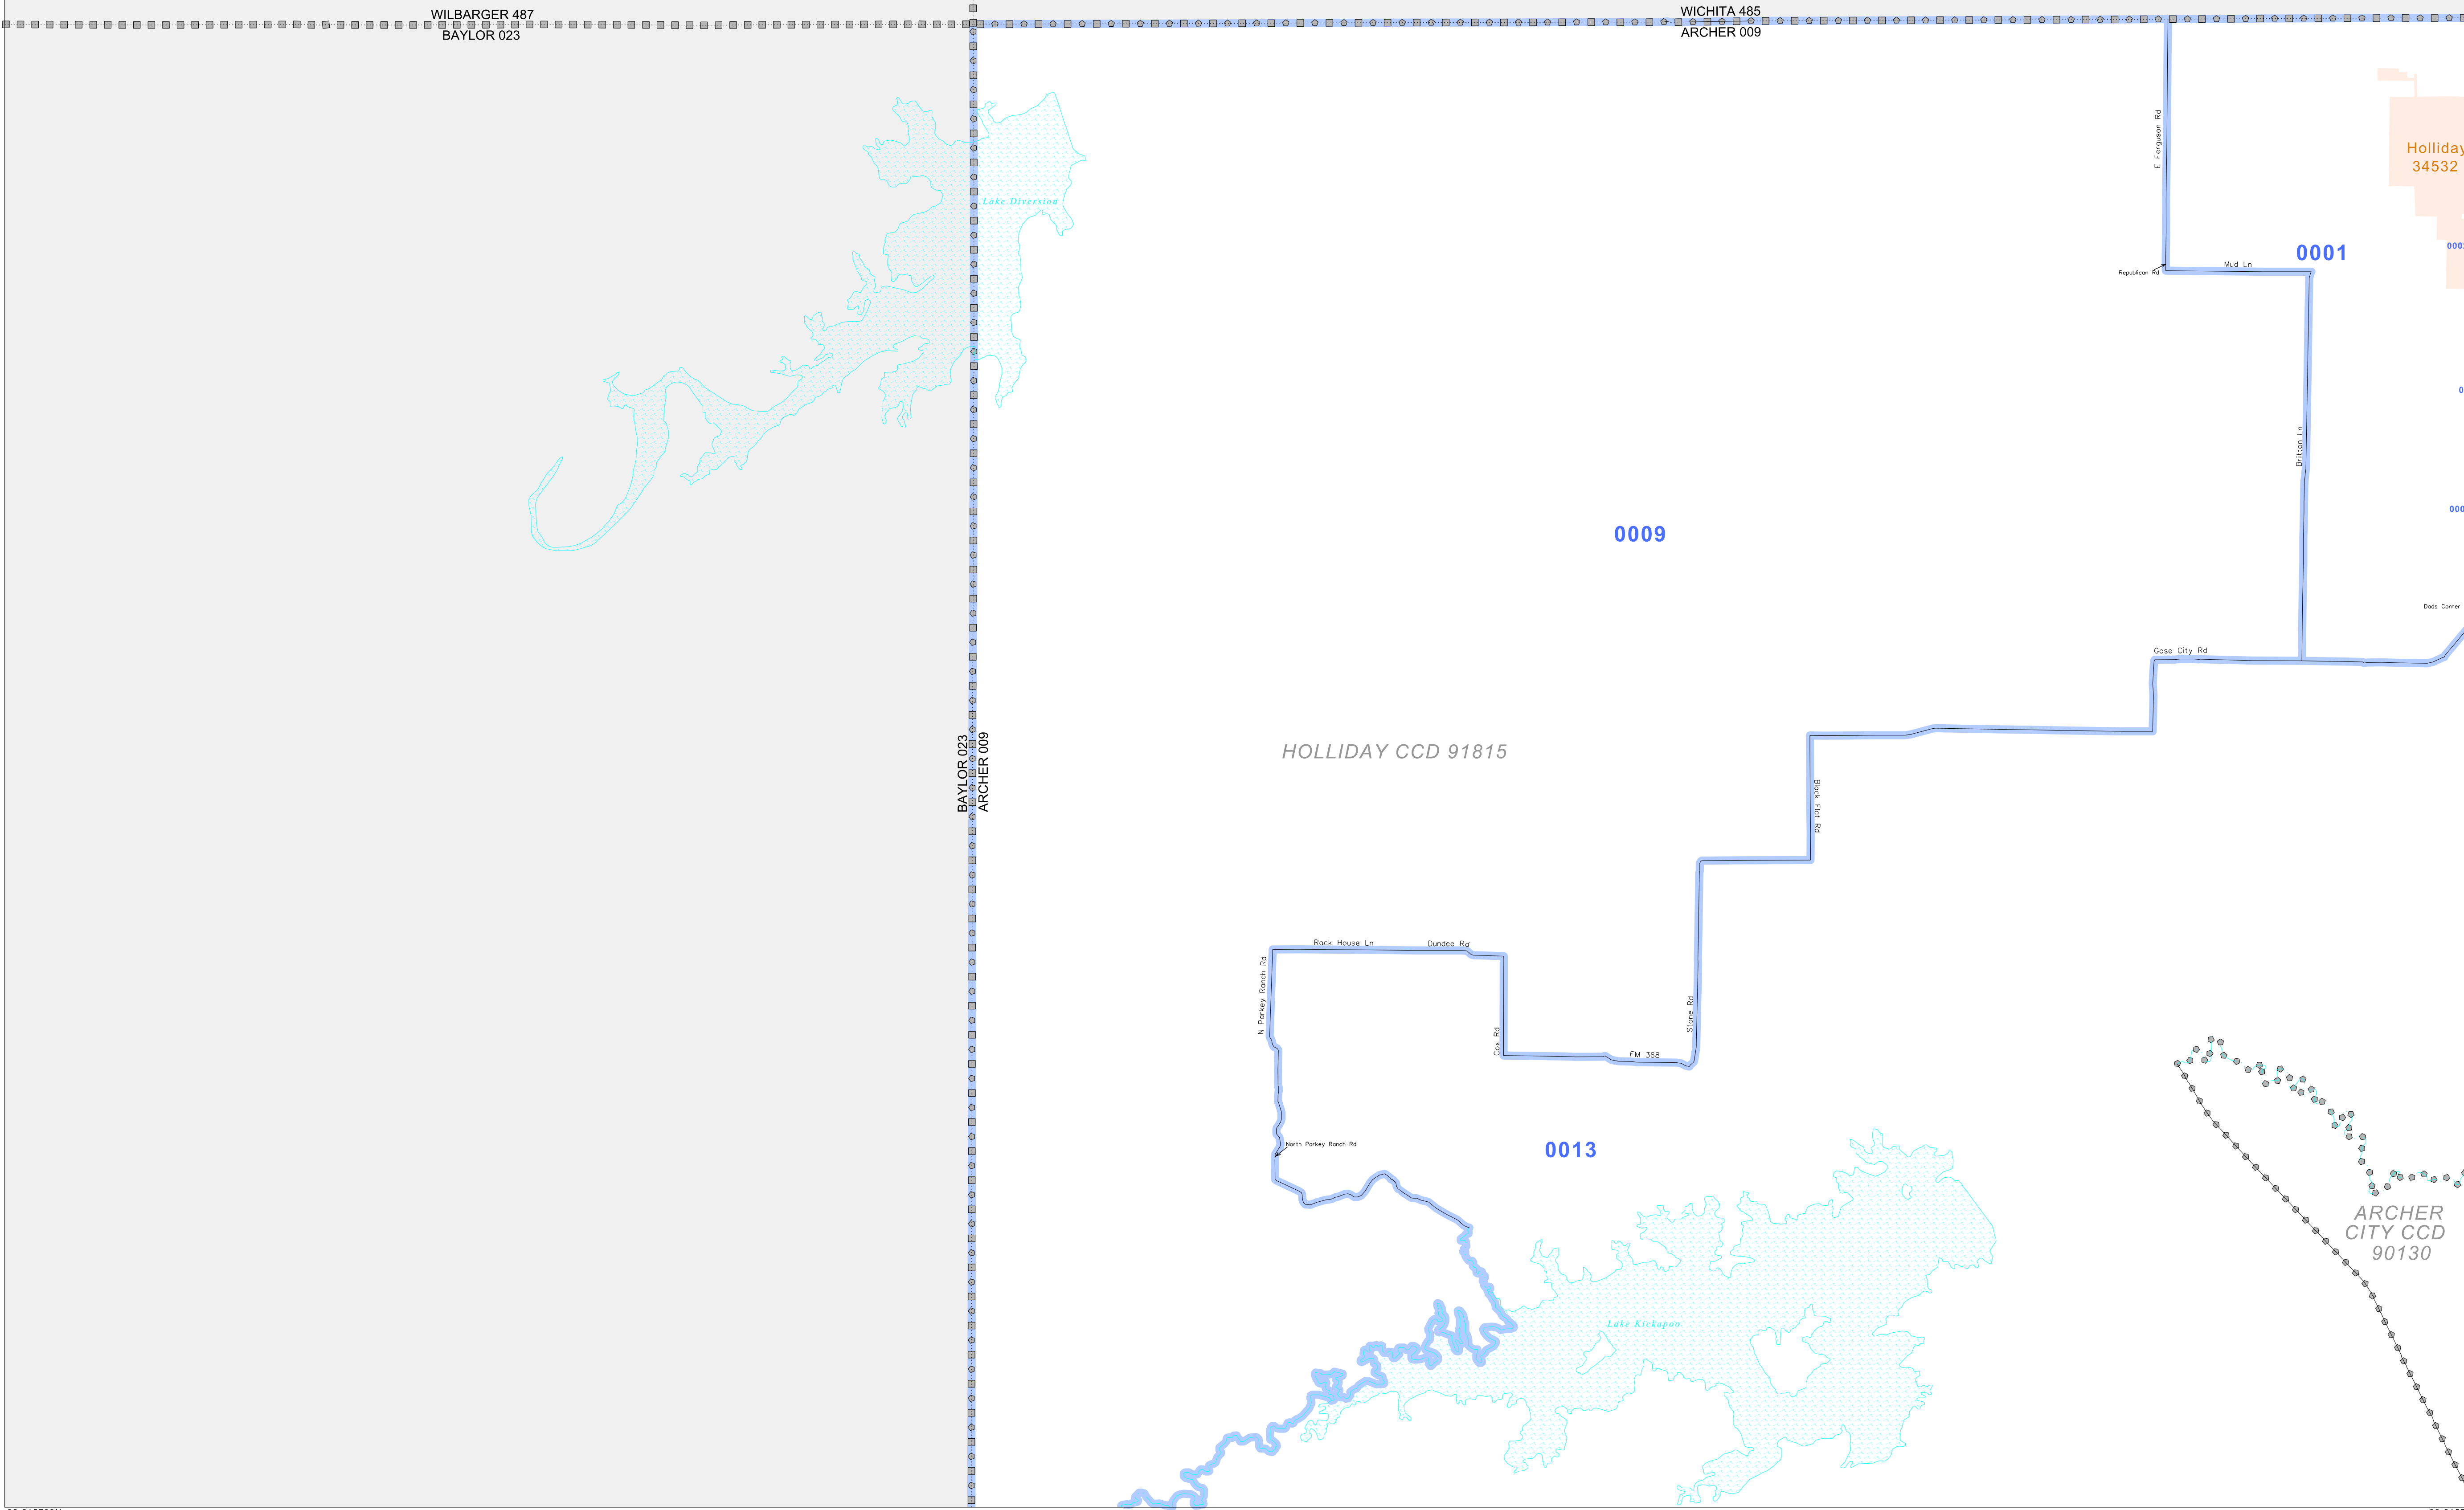 WILBARGER 487
BAYLOR 023
WICHITA 485
ARCHER 009
E Ferguson Rd
Holliday
34532
Lake Diversion
0001
Republican Rd
Mud Ln
Britton Ln
0009
Dads Corner
Gose City Rd
BAYLOR 023
ARCHER 009
HOLLIDAY CCD 91815
Black Flat Rd
Rock House Ln
Dundee Rd
N Parkey Ranch Rd
Stone Rd
Cox Rd
FM 368
North Parkey Ranch Rd
0013
ARCHER
CITY CCD
90130
Lake Kickapoo